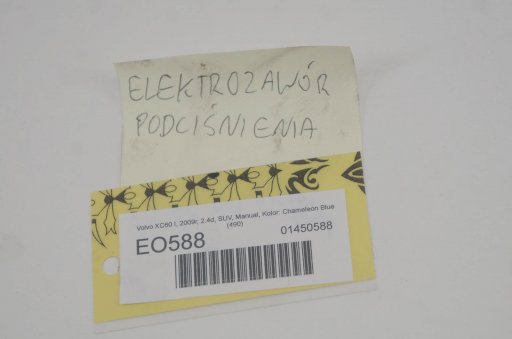 ELEKTROZAWÓR
PODCIŚNIENIA
Volvo XC60 I, 2009r, 2.4d, SUV, Manual, Kolor: Chameleon Blue
(490)
EO588
01450588